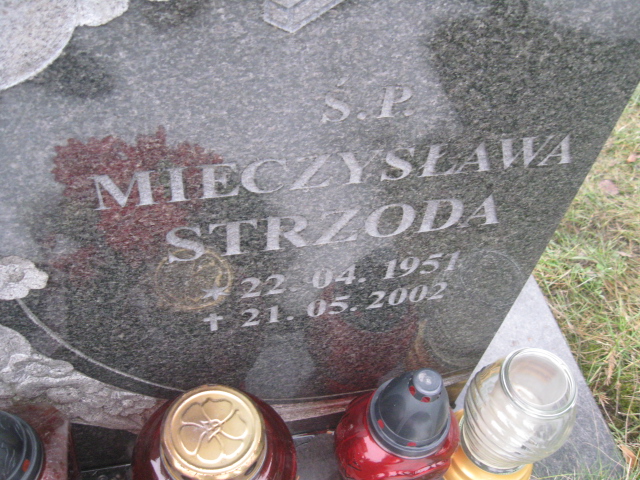 Ś.P.
MIECZYSŁAWA
STRZODA
★ 22. 04. 1951
✝ 21. 05. 2002